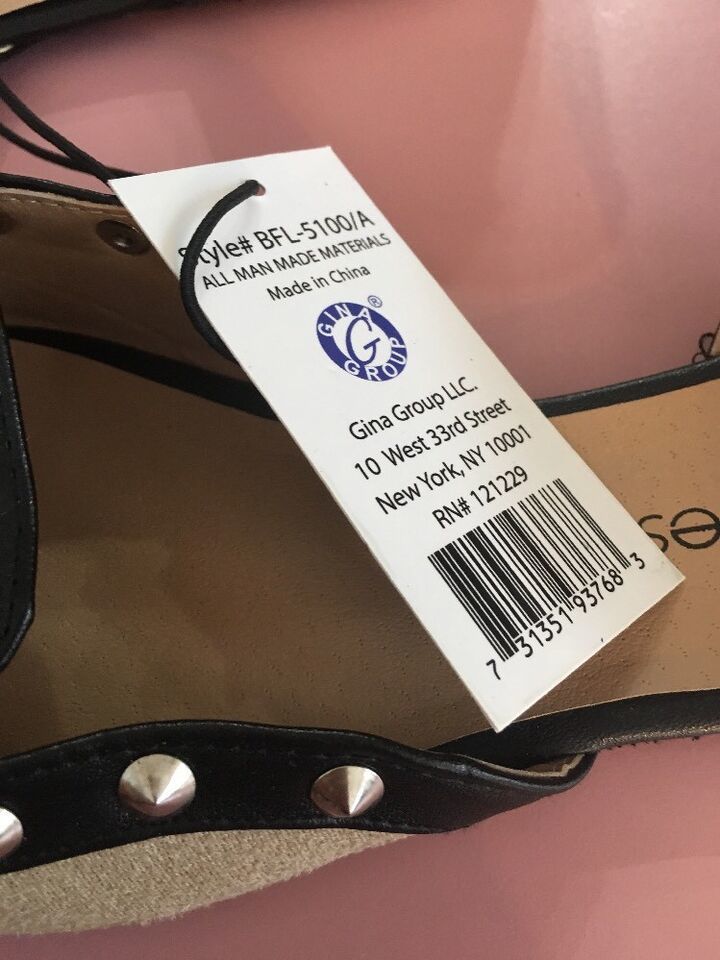 Style# BFL-5100/A
ALL MAN MADE MATERIALS
Made in China
GINA ®
G
GROUP
Gina Group LLC.
10 West 33rd Street
New York, NY 10001
RN# 121229
7 31351 93768 3